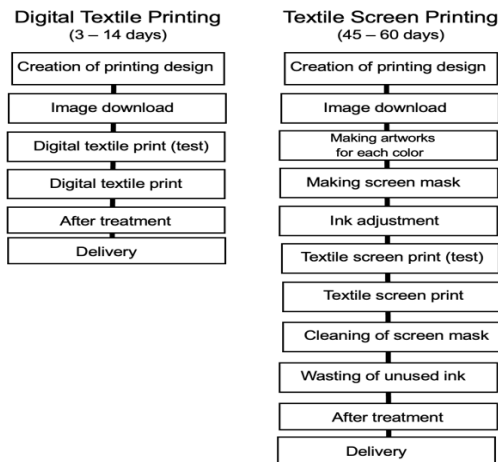 Digital Textile Printing
(3 – 14 days)
Creation of printing design
Image download
Digital textile print (test)
Digital textile print
After treatment
Delivery
Textile Screen Printing
(45 – 60 days)
Creation of printing design
Image download
Making artworks
for each color
Making screen mask
Ink adjustment
Textile screen print (test)
Textile screen print
Cleaning of screen mask
Wasting of unused ink
After treatment
Delivery